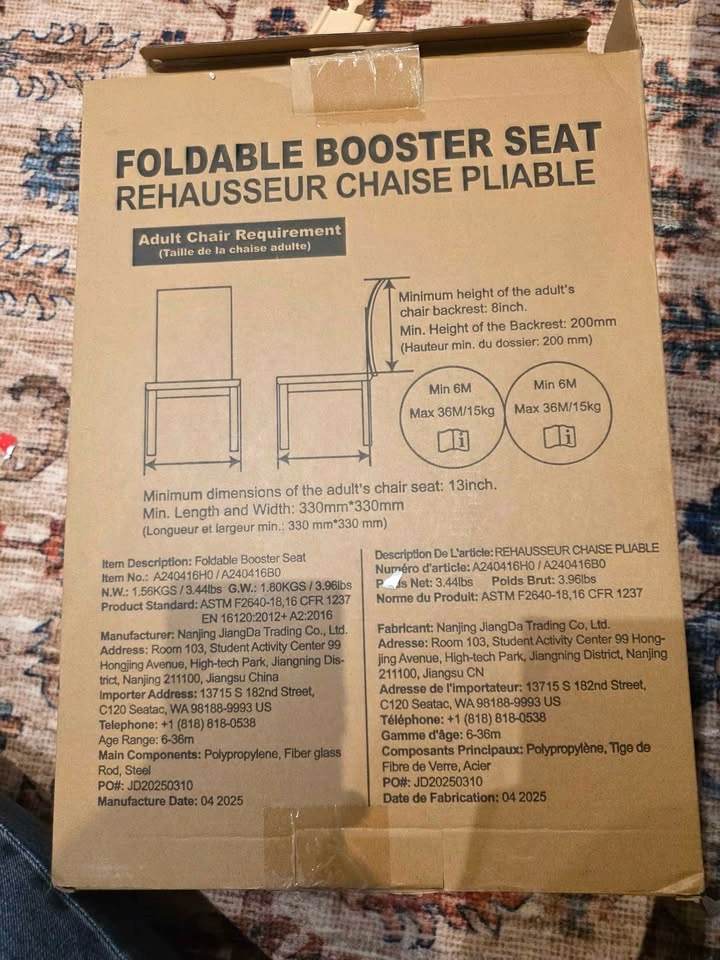 FOLDABLE BOOSTER SEAT
REHAUSSEUR CHAISE PLIABLE
Adult Chair Requirement
(Taille de la chaise adulte)
Minimum height of the adult's
chair backrest: 8inch.
Min. Height of the Backrest: 200mm
(Hauteur min. du dossier: 200 mm)
Min 6M
Max 36M/15kg
Min 6M
Max 36M/15kg
Minimum dimensions of the adult's chair seat: 13inch.
Min. Length and Width: 330mm*330mm
(Longueur et largeur min.: 330 mm*330 mm)
Item Description: Foldable Booster Seat
Item No.: A240416H0 / A240416B0
N.W.: 1.56KGS / 3.44lbs G.W.: 1.80KGS / 3.96lbs
Product Standard: ASTM F2640-18,16 CFR 1237
EN 16120:2012+ A2:2016
Manufacturer: Nanjing JiangDa Trading Co., Ltd.
Address: Room 103, Student Activity Center 99
Hongjing Avenue, High-tech Park, Jiangning Dis-
trict, Nanjing 211100, Jiangsu China
Importer Address: 13715 S 182nd Street,
C120 Seatac, WA 98188-9993 US
Telephone: +1 (818) 818-0538
Age Range: 6-36m
Main Components: Polypropylene, Fiber glass
Rod, Steel
PO#: JD20250310
Manufacture Date: 04 2025
Description De L'article: REHAUSSEUR CHAISE PLIABLE
Numéro d'article: A240416H0 / A240416B0
Net: 3.44lbs Poids Brut: 3.96lbs
Norme du Produit: ASTM F2640-18,16 CFR 1237
Fabricant: Nanjing JiangDa Trading Co., Ltd.
Adresse: Room 103, Student Activity Center 99 Hong-
jing Avenue, High-tech Park, Jiangning District, Nanjing
211100, Jiangsu CN
Adresse de l'importateur: 13715 S 182nd Street,
C120 Seatac, WA 98188-9993 US
Téléphone: +1 (818) 818-0538
Gamme d'âge: 6-36m
Composants Principaux: Polypropylène, Tige de
Fibre de Verre, Acier
PO#: JD20250310
Date de Fabrication: 04 2025